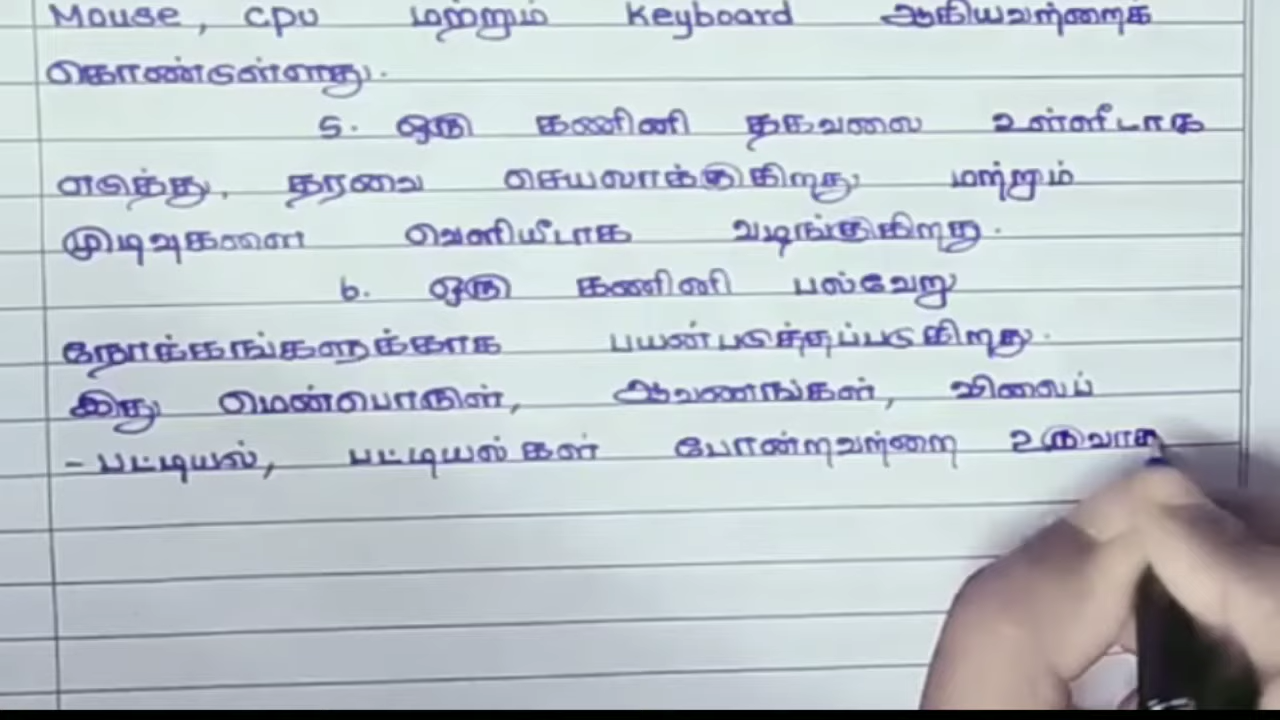 Mouse, CPU மற்றும் Keyboard ஆகியவற்றைக்
கொண்டுள்ளது.
5. ஒரு கணினி தகவலை உள்ளீடாக
எடுத்து, தரவை செயலாக்குகிறது மற்றும்
முடிவுகளை வெளியீடாக வழங்குகிறது.
6. ஒரு கணினி பல்வேறு
நோக்கங்களுக்காக பயன்படுத்தப்படுகிறது.
இது மென்பொருள், ஆவணங்கள், விலைப்
-பட்டியல், பட்டியல்கள் போன்றவற்றை